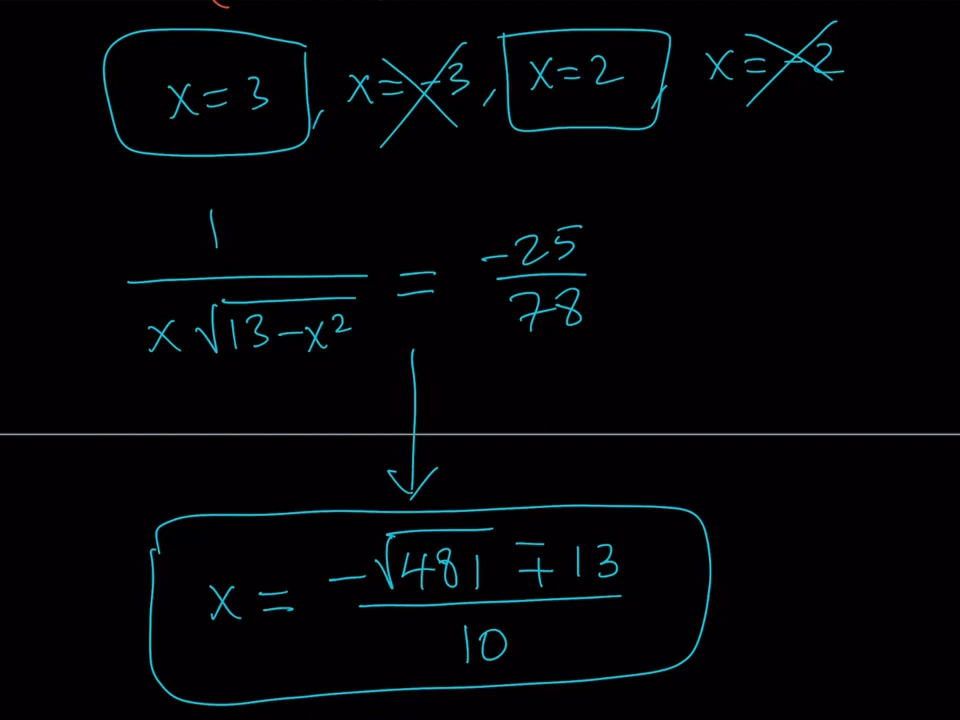 x=3, x=-3, x=2, x=-2
1/(x√(13-x²)) = -25/78
x = (-√481 ∓ 13)/10